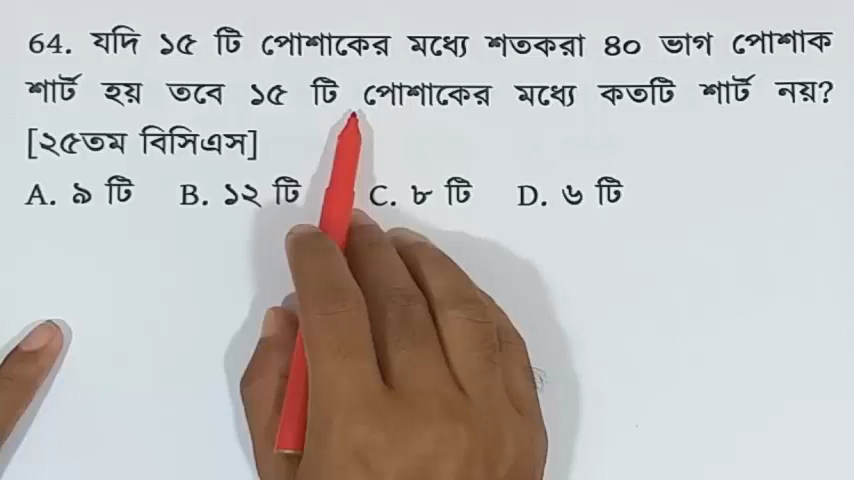 64. যদি ১৫ টি পোশাকের মধ্যে শতকরা ৪০ ভাগ পোশাক
শার্ট হয় তবে ১৫ টি পোশাকের মধ্যে কতটি শার্ট নয়?
[২৫তম বিসিএস]
A. ৯ টি B. ১২ টি C. ৮ টি D. ৬ টি